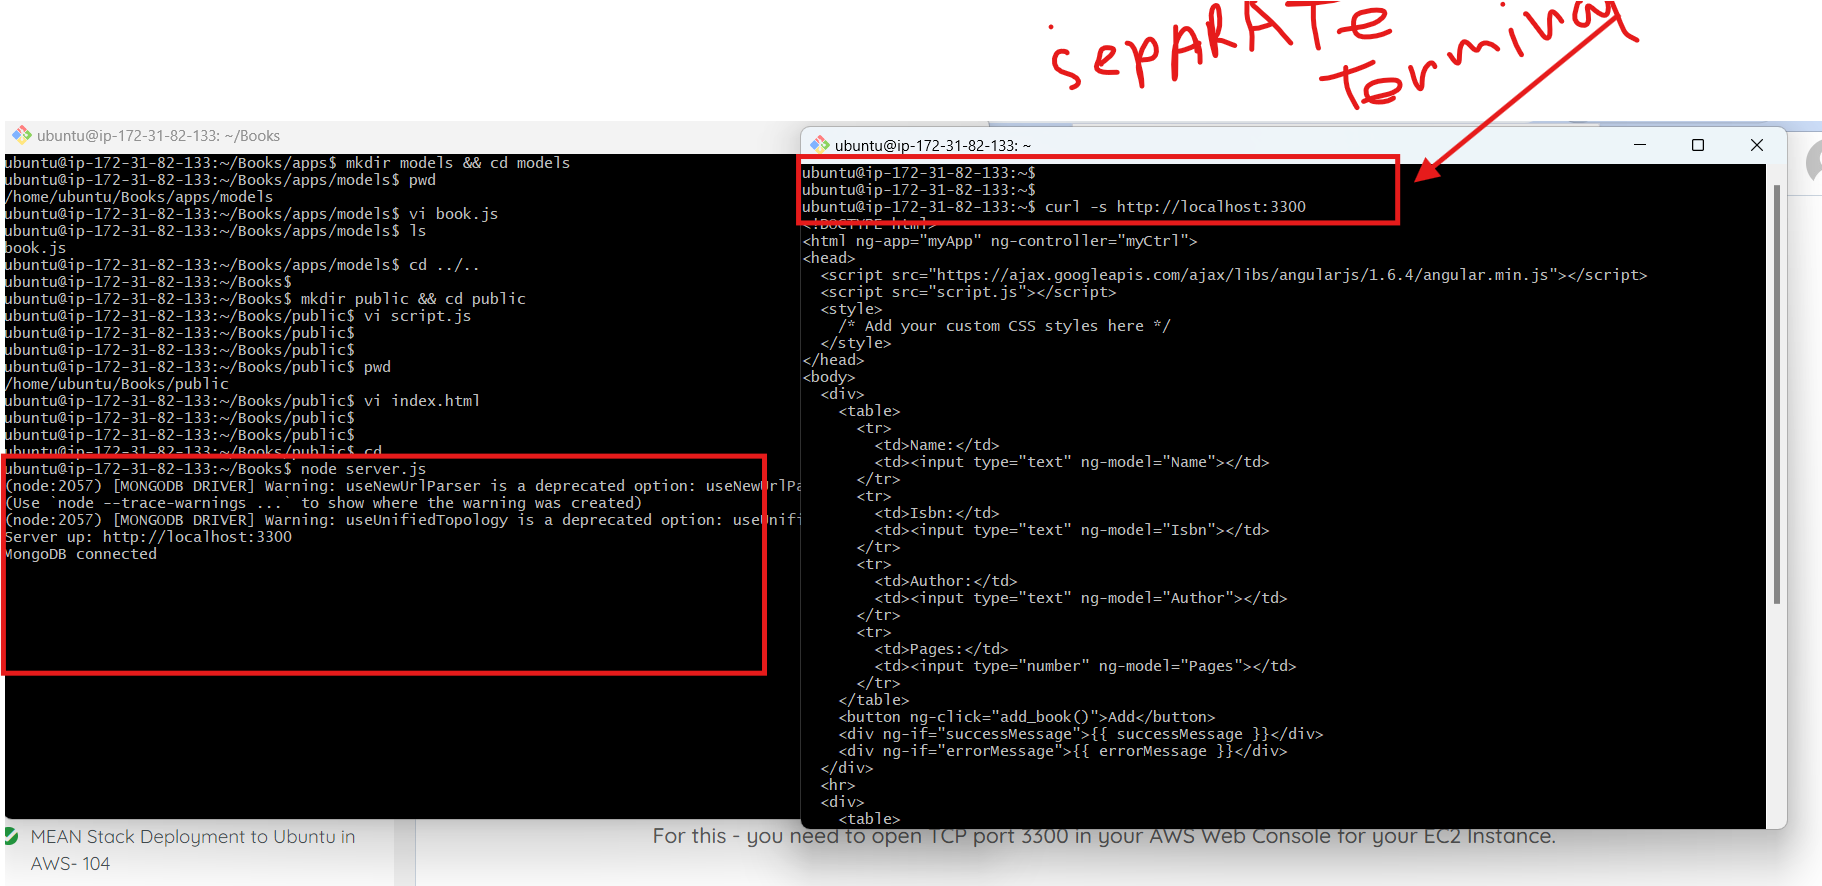 sepARATe
Terminal
ubuntu@ip-172-31-82-133: ~/Books
ubuntu@ip-172-31-82-133:~/Books/apps$ mkdir models && cd models
ubuntu@ip-172-31-82-133:~/Books/apps/models$ pwd
/home/ubuntu/Books/apps/models
ubuntu@ip-172-31-82-133:~/Books/apps/models$ vi book.js
ubuntu@ip-172-31-82-133:~/Books/apps/models$ ls
book.js
ubuntu@ip-172-31-82-133:~/Books/apps/models$ cd ../..
ubuntu@ip-172-31-82-133:~/Books$
ubuntu@ip-172-31-82-133:~/Books$ mkdir public && cd public
ubuntu@ip-172-31-82-133:~/Books/public$ vi script.js
ubuntu@ip-172-31-82-133:~/Books/public$
ubuntu@ip-172-31-82-133:~/Books/public$
ubuntu@ip-172-31-82-133:~/Books/public$ pwd
/home/ubuntu/Books/public
ubuntu@ip-172-31-82-133:~/Books/public$ vi index.html
ubuntu@ip-172-31-82-133:~/Books/public$
ubuntu@ip-172-31-82-133:~/Books/public$
ubuntu@ip-172-31-82-133:~/Books/public$ cd
ubuntu@ip-172-31-82-133:~/Books$ node server.js
(node:2057) [MONGODB DRIVER] Warning: useNewUrlParser is a deprecated option: useNewUrlPa
(Use `node --trace-warnings ...` to show where the warning was created)
(node:2057) [MONGODB DRIVER] Warning: useUnifiedTopology is a deprecated option: useUnifi
Server up: http://localhost:3300
MongoDB connected
ubuntu@ip-172-31-82-133: ~
ubuntu@ip-172-31-82-133:~$
ubuntu@ip-172-31-82-133:~$
ubuntu@ip-172-31-82-133:~$ curl -s http://localhost:3300
<!DOCTYPE html>
<html ng-app="myApp" ng-controller="myCtrl">
<head>
<script src="https://ajax.googleapis.com/ajax/libs/angularjs/1.6.4/angular.min.js"></script>
<script src="script.js"></script>
<style>
/* Add your custom CSS styles here */
</style>
</head>
<body>
<div>
<table>
<tr>
<td>Name:</td>
<td><input type="text" ng-model="Name"></td>
</tr>
<tr>
<td>Isbn:</td>
<td><input type="text" ng-model="Isbn"></td>
</tr>
<tr>
<td>Author:</td>
<td><input type="text" ng-model="Author"></td>
</tr>
<tr>
<td>Pages:</td>
<td><input type="number" ng-model="Pages"></td>
</tr>
</table>
<button ng-click="add_book()">Add</button>
<div ng-if="successMessage">{{ successMessage }}</div>
<div ng-if="errorMessage">{{ errorMessage }}</div>
</div>
<hr>
<div>
<table>
MEAN Stack Deployment to Ubuntu in
AWS- 104
For this - you need to open TCP port 3300 in your AWS Web Console for your EC2 Instance.